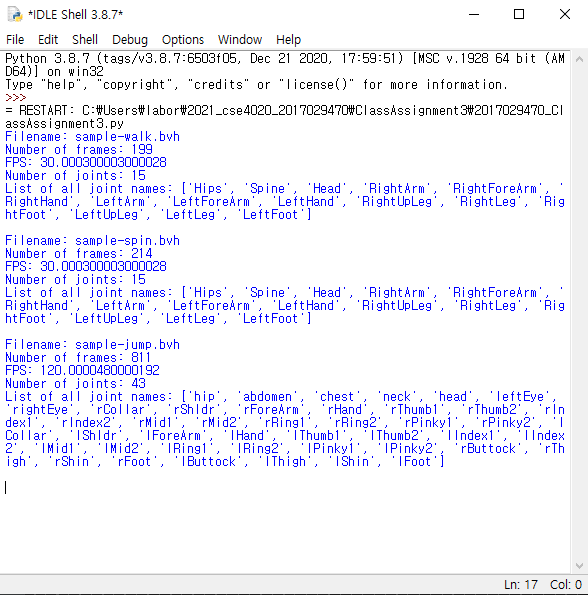 *IDLE Shell 3.8.7*
File Edit Shell Debug Options Window Help
Python 3.8.7 (tags/v3.8.7:6503f05, Dec 21 2020, 17:59:51) [MSC v.1928 64 bit (AM
D64)] on win32
Type "help", "copyright", "credits" or "license()" for more information.
>>>
= RESTART: C:₩Users₩labor₩2021_cse4020_2017029470₩ClassAssignment3₩2017029470_Cl
assAssignment3.py
Filename: sample-walk.bvh
Number of frames: 199
FPS: 30.000300003000028
Number of joints: 15
List of all joint names: ['Hips', 'Spine', 'Head', 'RightArm', 'RightForeArm', '
RightHand', 'LeftArm', 'LeftForeArm', 'LeftHand', 'RightUpLeg', 'RightLeg', 'Rig
htFoot', 'LeftUpLeg', 'LeftLeg', 'LeftFoot']
Filename: sample-spin.bvh
Number of frames: 214
FPS: 30.000300003000028
Number of joints: 15
List of all joint names: ['Hips', 'Spine', 'Head', 'RightArm', 'RightForeArm', '
RightHand', 'LeftArm', 'LeftForeArm', 'LeftHand', 'RightUpLeg', 'RightLeg', 'Rig
htFoot', 'LeftUpLeg', 'LeftLeg', 'LeftFoot']
Filename: sample-jump.bvh
Number of frames: 811
FPS: 120.0000480000192
Number of joints: 43
List of all joint names: ['hip', 'abdomen', 'chest', 'neck', 'head', 'leftEye',
'rightEye', 'rCollar', 'rShldr', 'rForeArm', 'rHand', 'rThumb1', 'rThumb2', 'rIn
dex1', 'rIndex2', 'rMid1', 'rMid2', 'rRing1', 'rRing2', 'rPinky1', 'rPinky2', 'l
Collar', 'lShldr', 'lForeArm', 'lHand', 'lThumb1', 'lThumb2', 'lIndex1', 'lIndex
2', 'lMid1', 'lMid2', 'lRing1', 'lRing2', 'lPinky1', 'lPinky2', 'rButtock', 'rTh
igh', 'rShin', 'rFoot', 'lButtock', 'lThigh', 'lShin', 'lFoot']
Ln: 17 Col: 0